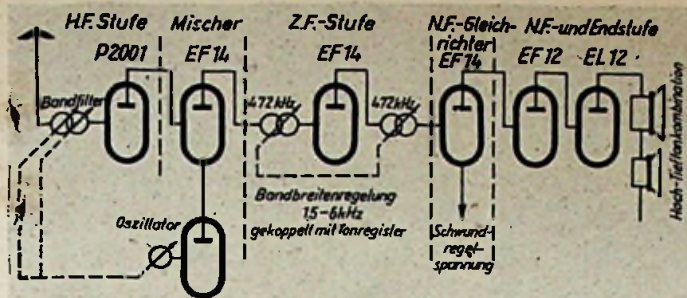 H.F. Stufe
P2001
Mischer
EF14
Z.F.-Stufe
EF14
N.F.-Gleich-
richter
EF14
N.F.-und Endstufe
EF12
EL12
Bandfilter
472kHz
472kHz
Bandbreitenregelung
1,5-6kHz
gekoppelt mit Tonregister
Oszillator
Schwund-
regel-
spannung
Hoch-Tieftonkombination